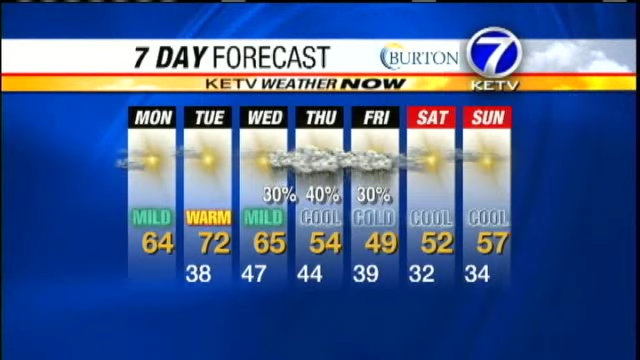 7 DAY FORECAST
BURTON
7
KETV
KETV WEATHER NOW
MON TUE WED THU FRI SAT SUN
30% 40% 30%
MILD WARM MILD COOL COLD COOL COOL
64 72 65 54 49 52 57
38 47 44 39 32 34